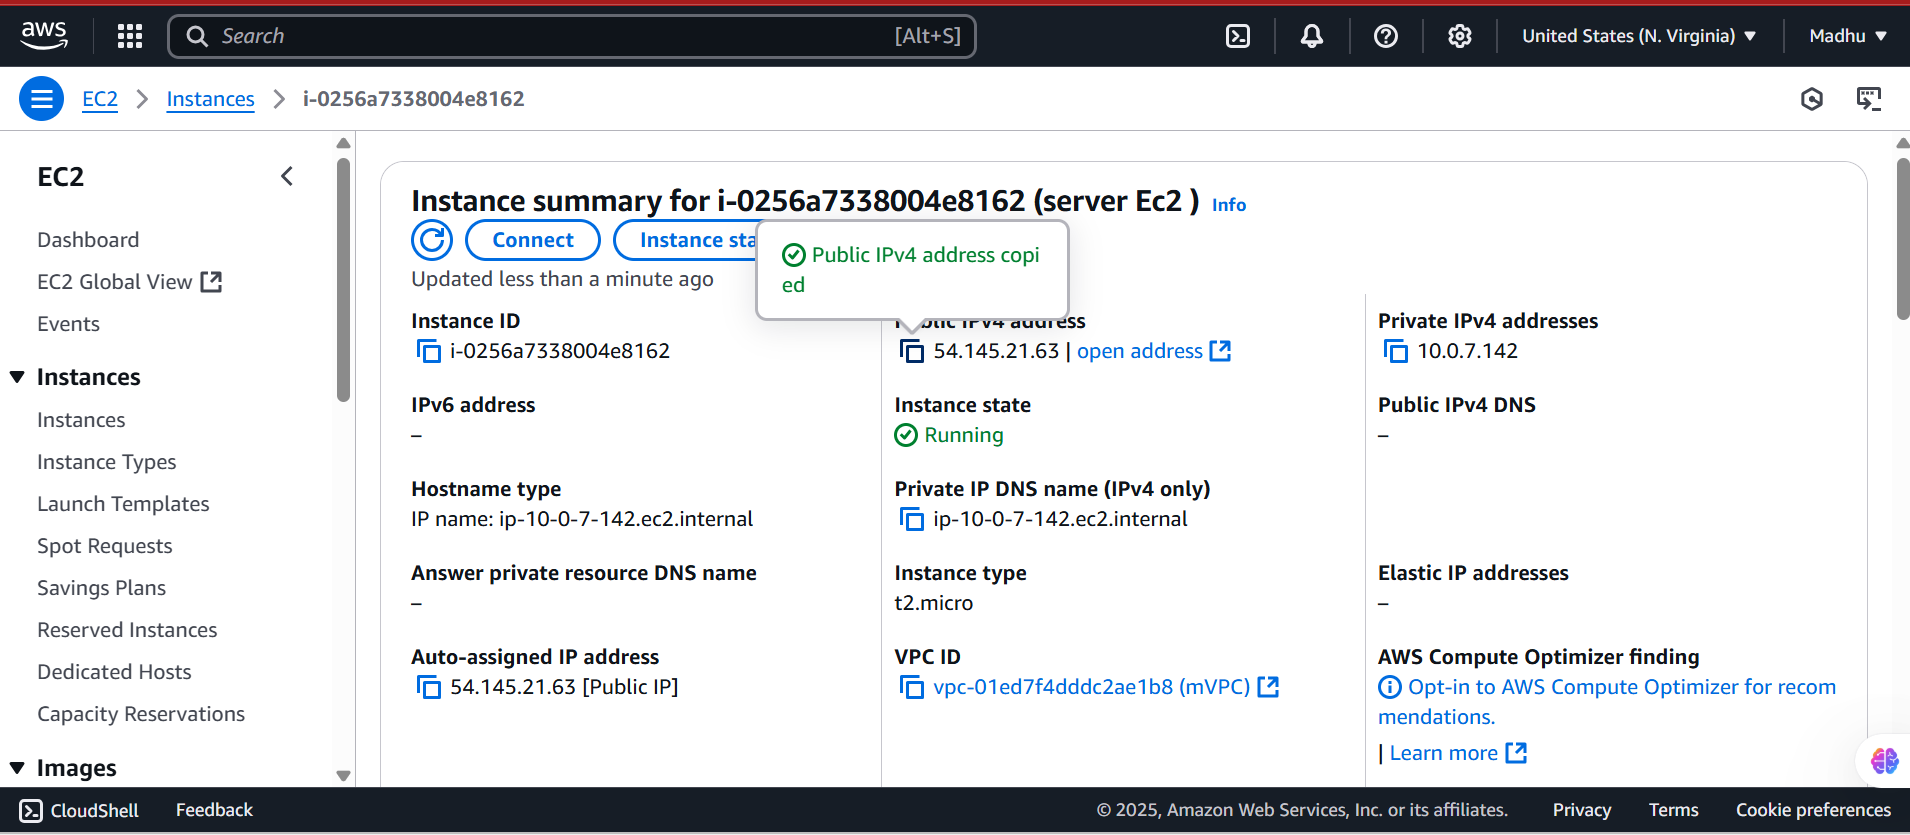 aws
Search [Alt+S]
United States (N. Virginia)
Madhu
EC2
Instances
i-0256a7338004e8162
EC2
Dashboard
EC2 Global View
Events
Instances
Instances
Instance Types
Launch Templates
Spot Requests
Savings Plans
Reserved Instances
Dedicated Hosts
Capacity Reservations
Images
Instance summary for i-0256a7338004e8162 (server Ec2 ) Info
Connect
Instance sta
Public IPv4 address copi
ed
Updated less than a minute ago
Instance ID
i-0256a7338004e8162
Public IPv4 address
54.145.21.63 | open address
Private IPv4 addresses
10.0.7.142
IPv6 address
–
Instance state
Running
Public IPv4 DNS
–
Hostname type
IP name: ip-10-0-7-142.ec2.internal
Private IP DNS name (IPv4 only)
ip-10-0-7-142.ec2.internal
Answer private resource DNS name
–
Instance type
t2.micro
Elastic IP addresses
–
Auto-assigned IP address
54.145.21.63 [Public IP]
VPC ID
vpc-01ed7f4dddc2ae1b8 (mVPC)
AWS Compute Optimizer finding
Opt-in to AWS Compute Optimizer for recom
mendations.
| Learn more
CloudShell
Feedback
© 2025, Amazon Web Services, Inc. or its affiliates.
Privacy
Terms
Cookie preferences